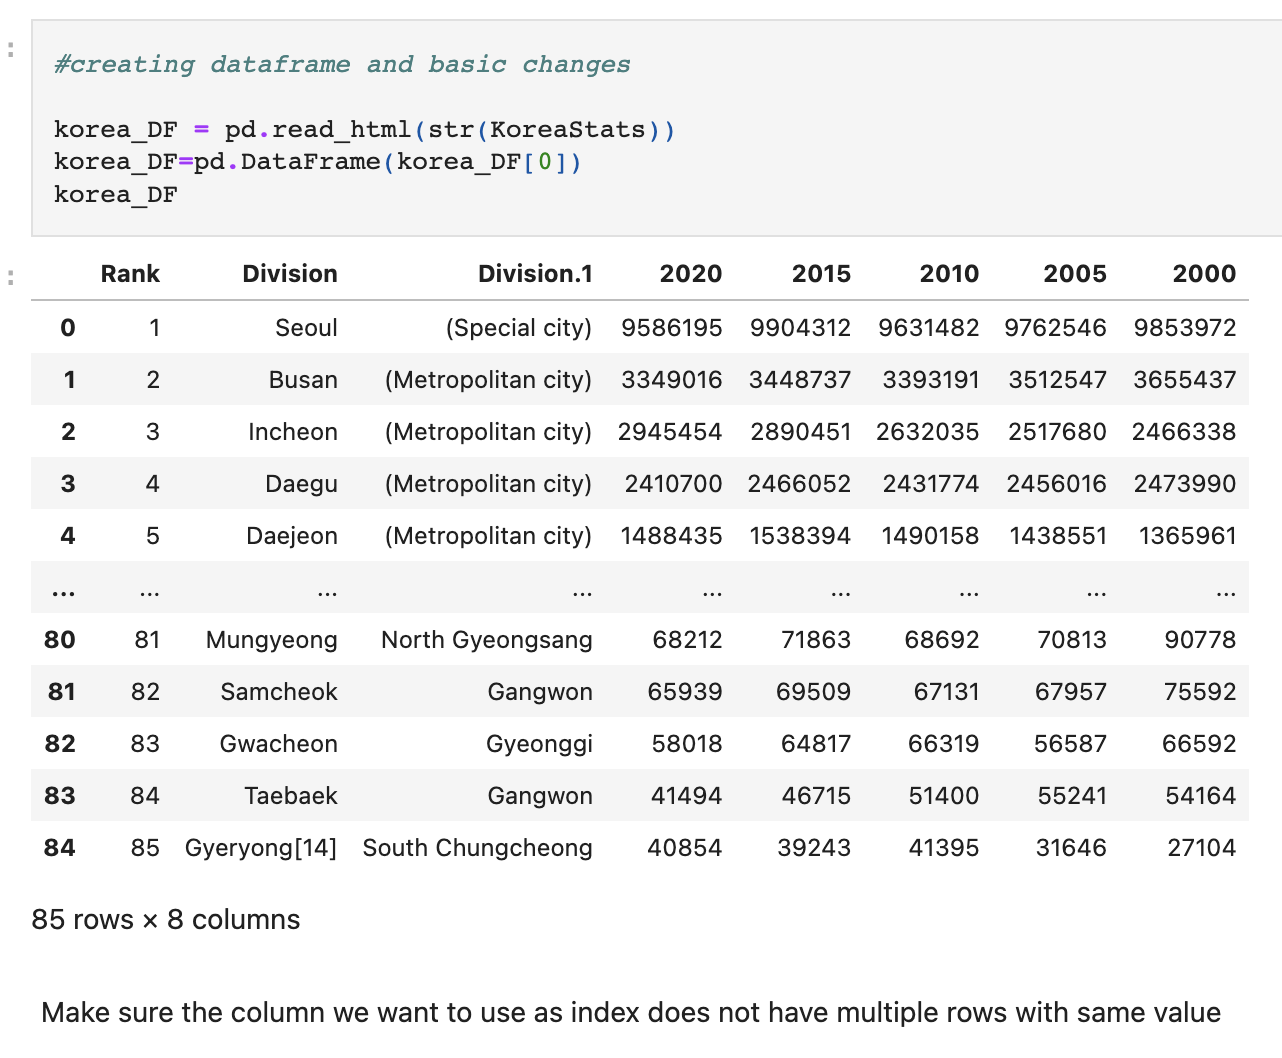 #creating dataframe and basic changes
korea_DF = pd.read_html(str(KoreaStats))
korea_DF=pd.DataFrame(korea_DF[0])
korea_DF
Rank Division Division.1 2020 2015 2010 2005 2000
0 1 Seoul (Special city) 9586195 9904312 9631482 9762546 9853972
1 2 Busan (Metropolitan city) 3349016 3448737 3393191 3512547 3655437
2 3 Incheon (Metropolitan city) 2945454 2890451 2632035 2517680 2466338
3 4 Daegu (Metropolitan city) 2410700 2466052 2431774 2456016 2473990
4 5 Daejeon (Metropolitan city) 1488435 1538394 1490158 1438551 1365961
... ... ... ... ... ... ... ... ...
80 81 Mungyeong North Gyeongsang 68212 71863 68692 70813 90778
81 82 Samcheok Gangwon 65939 69509 67131 67957 75592
82 83 Gwacheon Gyeonggi 58018 64817 66319 56587 66592
83 84 Taebaek Gangwon 41494 46715 51400 55241 54164
84 85 Gyeryong[14] South Chungcheong 40854 39243 41395 31646 27104
85 rows × 8 columns
Make sure the column we want to use as index does not have multiple rows with same value